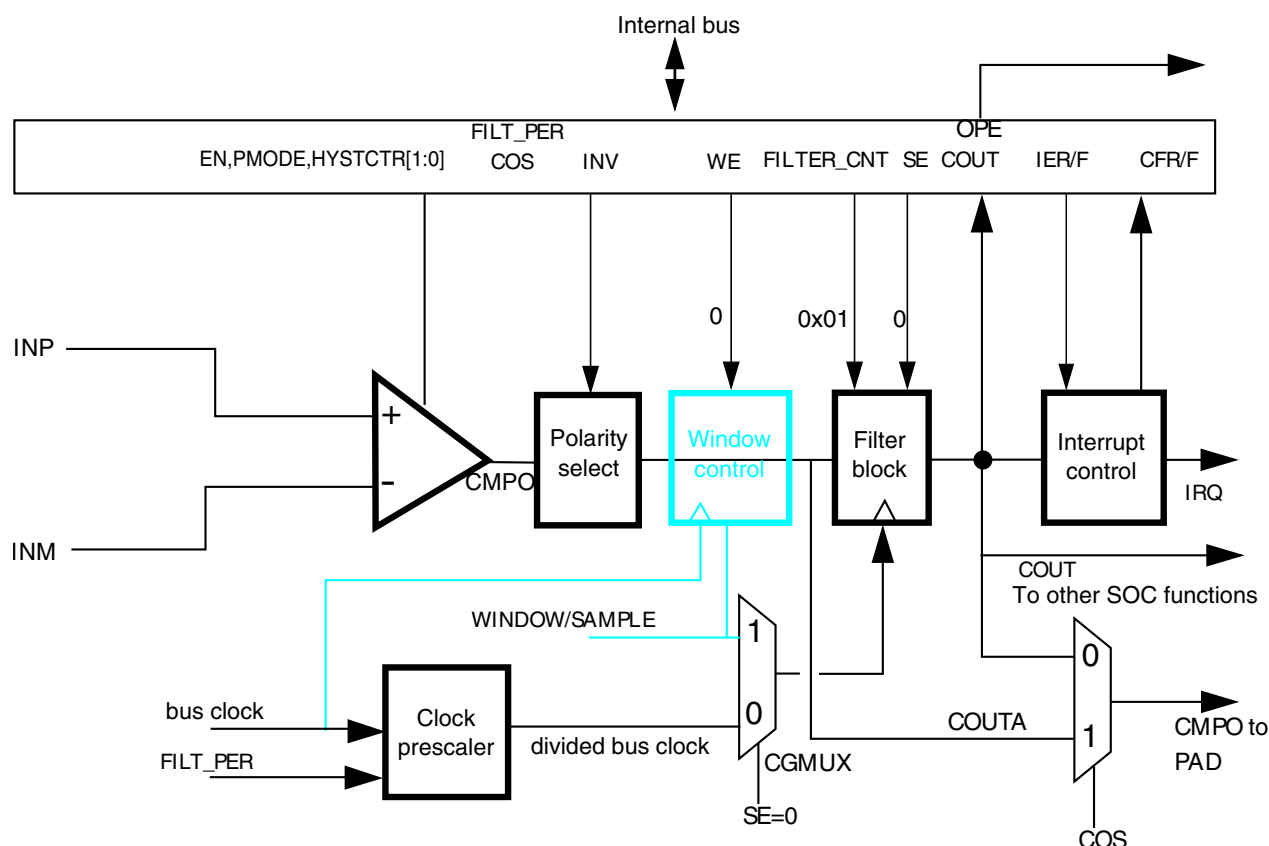 Internal bus
FILT_PER
OPE
EN,PMODE,HYSTCTR[1:0]
COS
INV
WE
FILTER_CNT
SE
COUT
IER/F
CFR/F
0
0x01
0
INP
INM
+
-
CMPO
Polarity
select
Window
control
Filter
block
Interrupt
control
IRQ
COUT
To other SOC functions
WINDOW/SAMPLE
1
0
0
1
bus clock
FILT_PER
Clock
prescaler
divided bus clock
CGMUX
SE=0
COUTA
CMPO to
PAD
COS